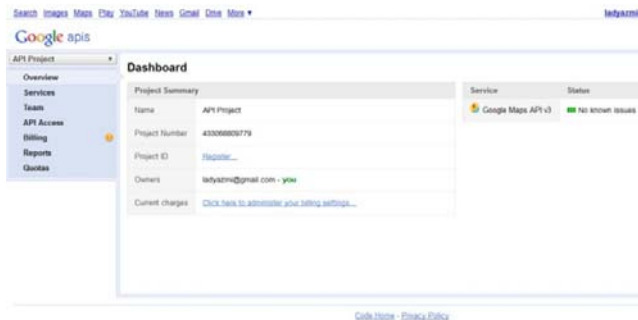 Search Images Maps Play YouTube News Gmail Drive More ▾
ladyazmi
Google apis
API Project
Overview
Services
Team
API Access
Billing
Reports
Quotas
Dashboard
Project Summary
Name API Project
Project Number 433068809779
Project ID Register...
Owners ladyazmi@gmail.com - you
Current charges Click here to administer your billing settings...
Service Status
Google Maps API v3 No known issues
Code Home - Privacy Policy